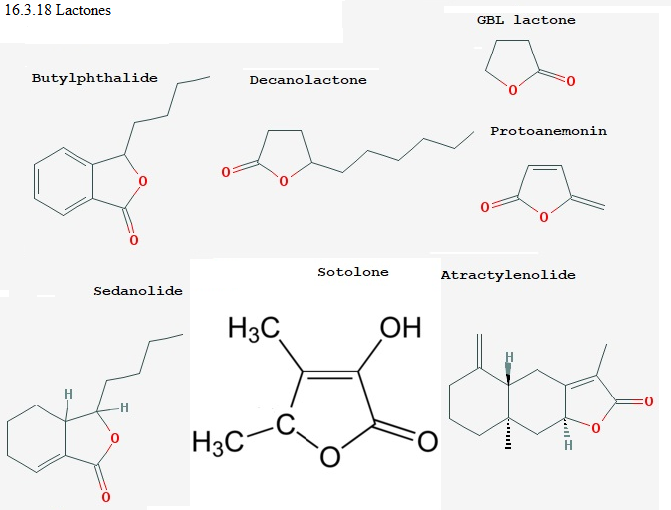 16.3.18 Lactones
GBL lactone
O
O
Butylphthalide
Decanolactone
Protoanemonin
O
O
O
O
O
O
Sedanolide
Sotolone
Atractylenolide
H
H
O
O
H₃C
OH
C
H₃C
O
O
H
O
O
H